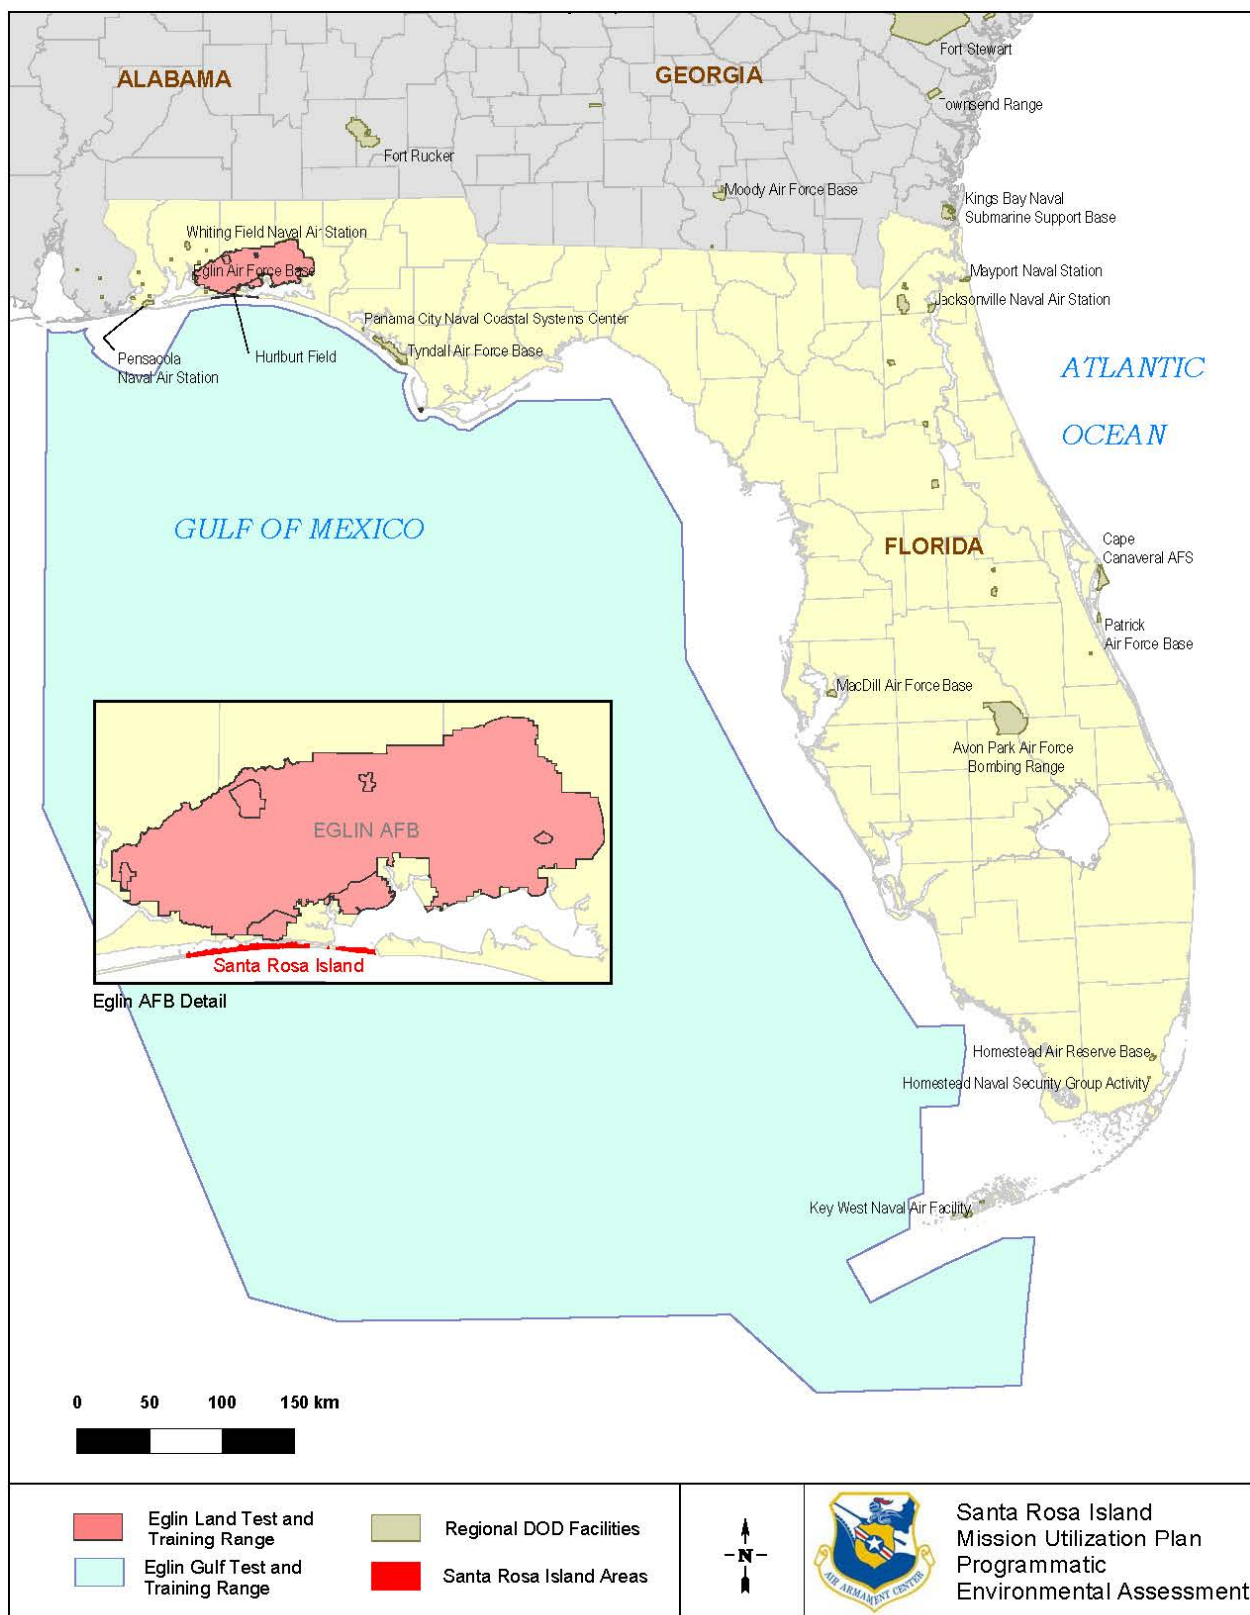 ALABAMA
GEORGIA
Fort Stewart
Townsend Range
Fort Rucker
Moody Air Force Base
Kings Bay Naval
Submarine Support Base
Whiting Field Naval Air Station
Eglin Air Force Base
Mayport Naval Station
Jacksonville Naval Air Station
Panama City Naval Coastal Systems Center
Tyndall Air Force Base
Pensacola
Naval Air Station
Hurlburt Field
ATLANTIC
OCEAN
GULF OF MEXICO
FLORIDA
Cape
Canaveral AFS
Patrick
Air Force Base
MacDill Air Force Base
Avon Park Air Force
Bombing Range
EGLIN AFB
Santa Rosa Island
Eglin AFB Detail
Homestead Air Reserve Base
Homestead Naval Security Group Activity
Key West Naval Air Facility
0 50 100 150 km
Eglin Land Test and
Training Range
Eglin Gulf Test and
Training Range
Regional DOD Facilities
Santa Rosa Island Areas
N
AIR ARMAMENT CENTER
Santa Rosa Island
Mission Utilization Plan
Programmatic
Environmental Assessment